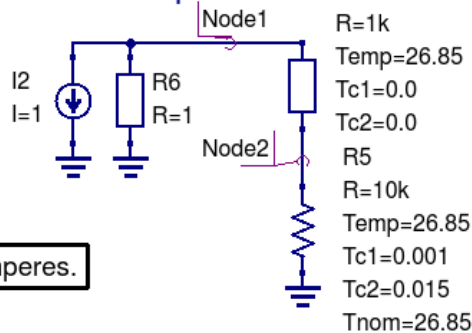 Node1
R=1k
Temp=26.85
Tc1=0.0
Tc2=0.0
I2
I=1
R6
R=1
Node2
R5
R=10k
Temp=26.85
Tc1=0.001
Tc2=0.015
Tnom=26.85